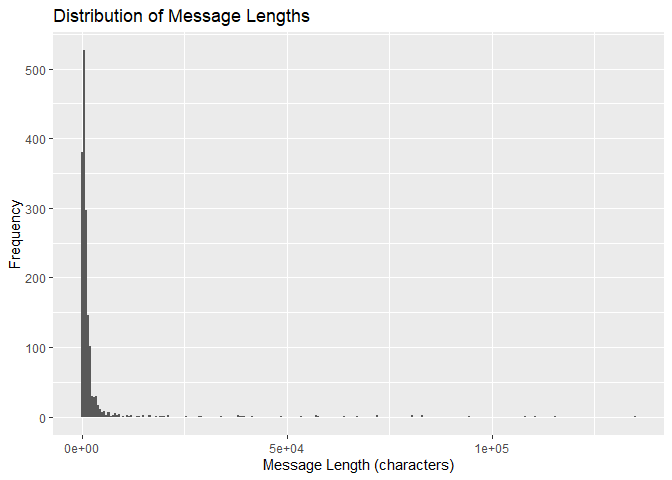 Distribution of Message Lengths
500
400
300
200
100
0
Frequency
0e+00 5e+04 1e+05
Message Length (characters)